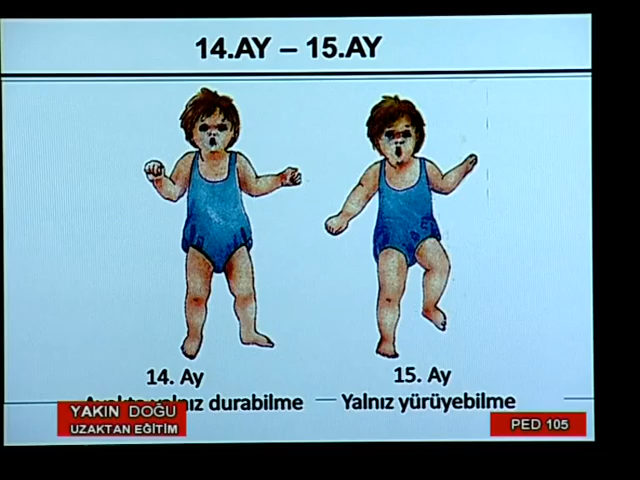 14.AY – 15.AY
14. Ay
durabilme
15. Ay
Yalnız yürüyebilme
YAKIN DOĞU
UZAKTAN EĞİTİM
PED 105